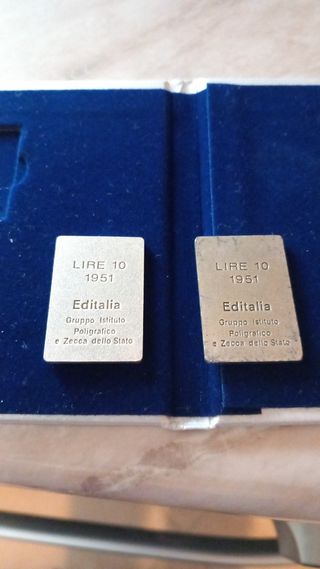 LIRE 10
1951
Editalia
Gruppo Istituto
Poligrafico
e Zecca dello Stato
LIRE 10
1951
Editalia
Gruppo Istituto
Poligrafico
e Zecca dello Stato